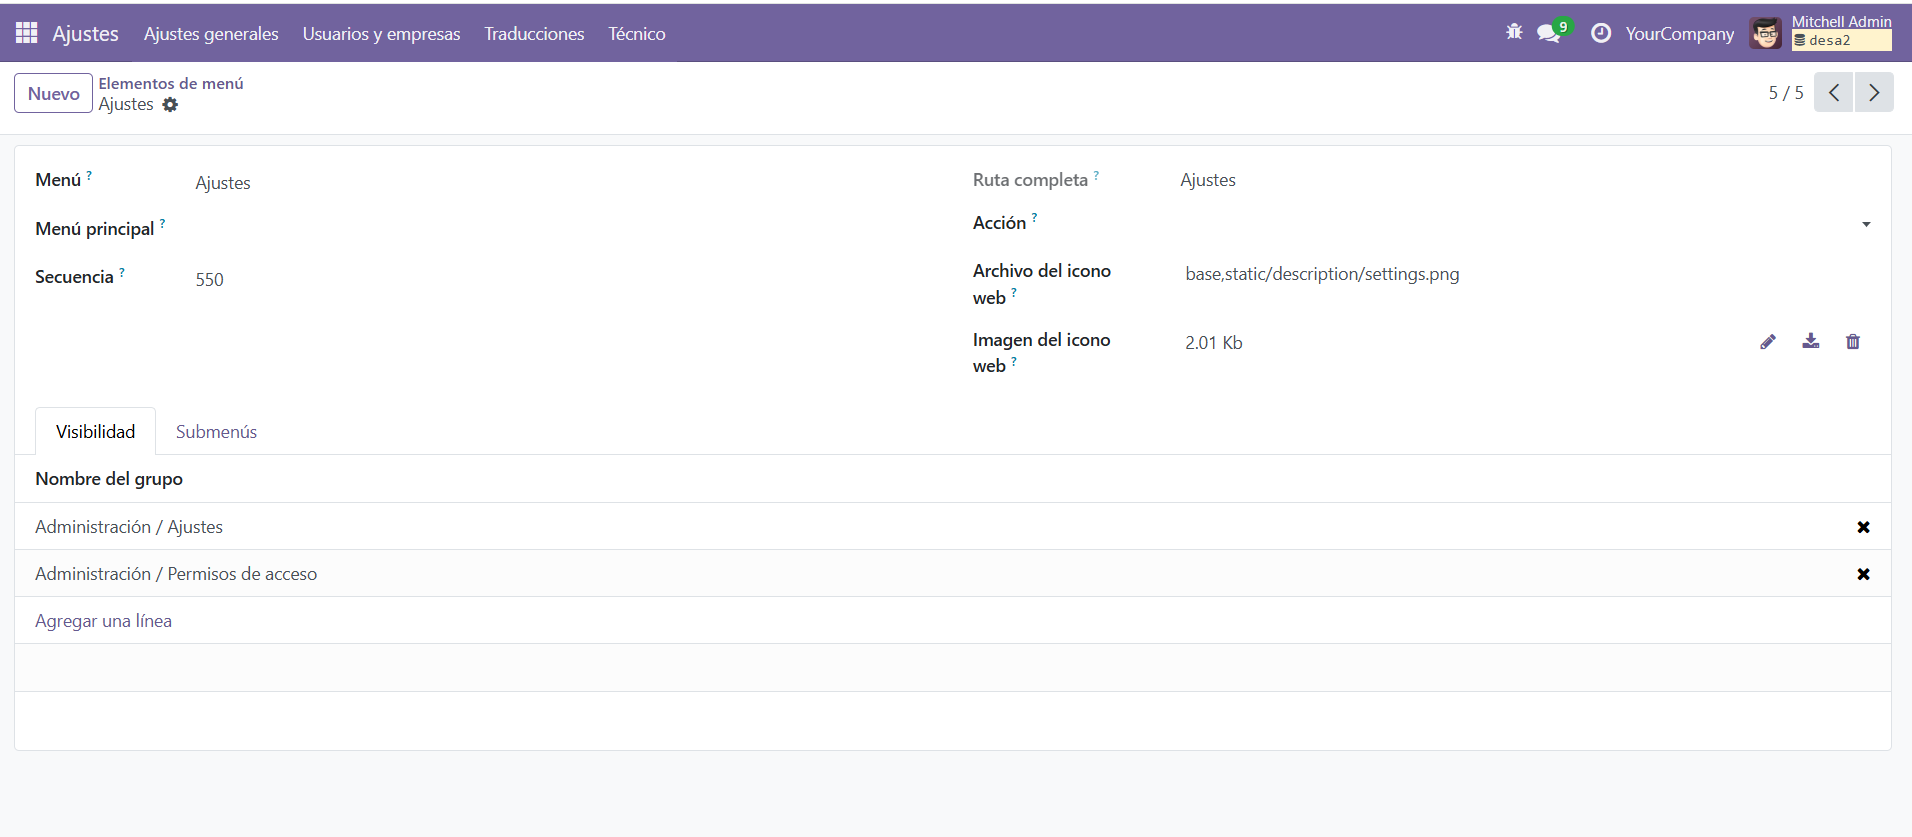 Ajustes Ajustes generales Usuarios y empresas Traducciones Técnico 9 YourCompany Mitchell Admin
desa2
Nuevo Elementos de menú
Ajustes
5 / 5
Menú ? Ajustes
Menú principal ?
Secuencia ? 550
Ruta completa ? Ajustes
Acción ?
Archivo del icono web ? base,static/description/settings.png
Imagen del icono web ? 2.01 Kb
Visibilidad Submenús
Nombre del grupo
Administración / Ajustes
Administración / Permisos de acceso
Agregar una línea